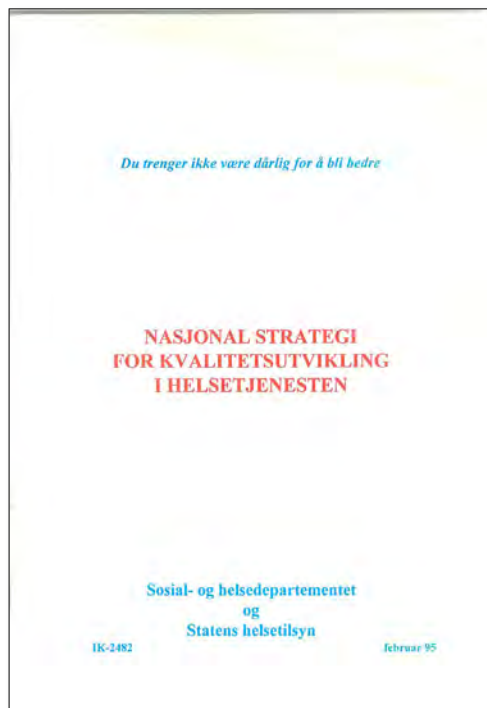 Du trenger ikke være dårlig for å bli bedre
NASJONAL STRATEGI
FOR KVALITETSUTVIKLING
I HELSETJENESTEN
Sosial- og helsedepartementet
og
Statens helsetilsyn
IK-2482 februar 95